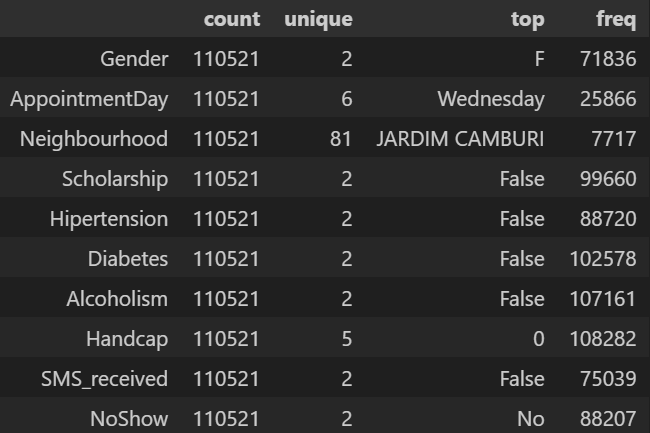 count unique top freq
Gender 110521 2 F 71836
AppointmentDay 110521 6 Wednesday 25866
Neighbourhood 110521 81 JARDIM CAMBURI 7717
Scholarship 110521 2 False 99660
Hipertension 110521 2 False 88720
Diabetes 110521 2 False 102578
Alcoholism 110521 2 False 107161
Handcap 110521 5 0 108282
SMS_received 110521 2 False 75039
NoShow 110521 2 No 88207